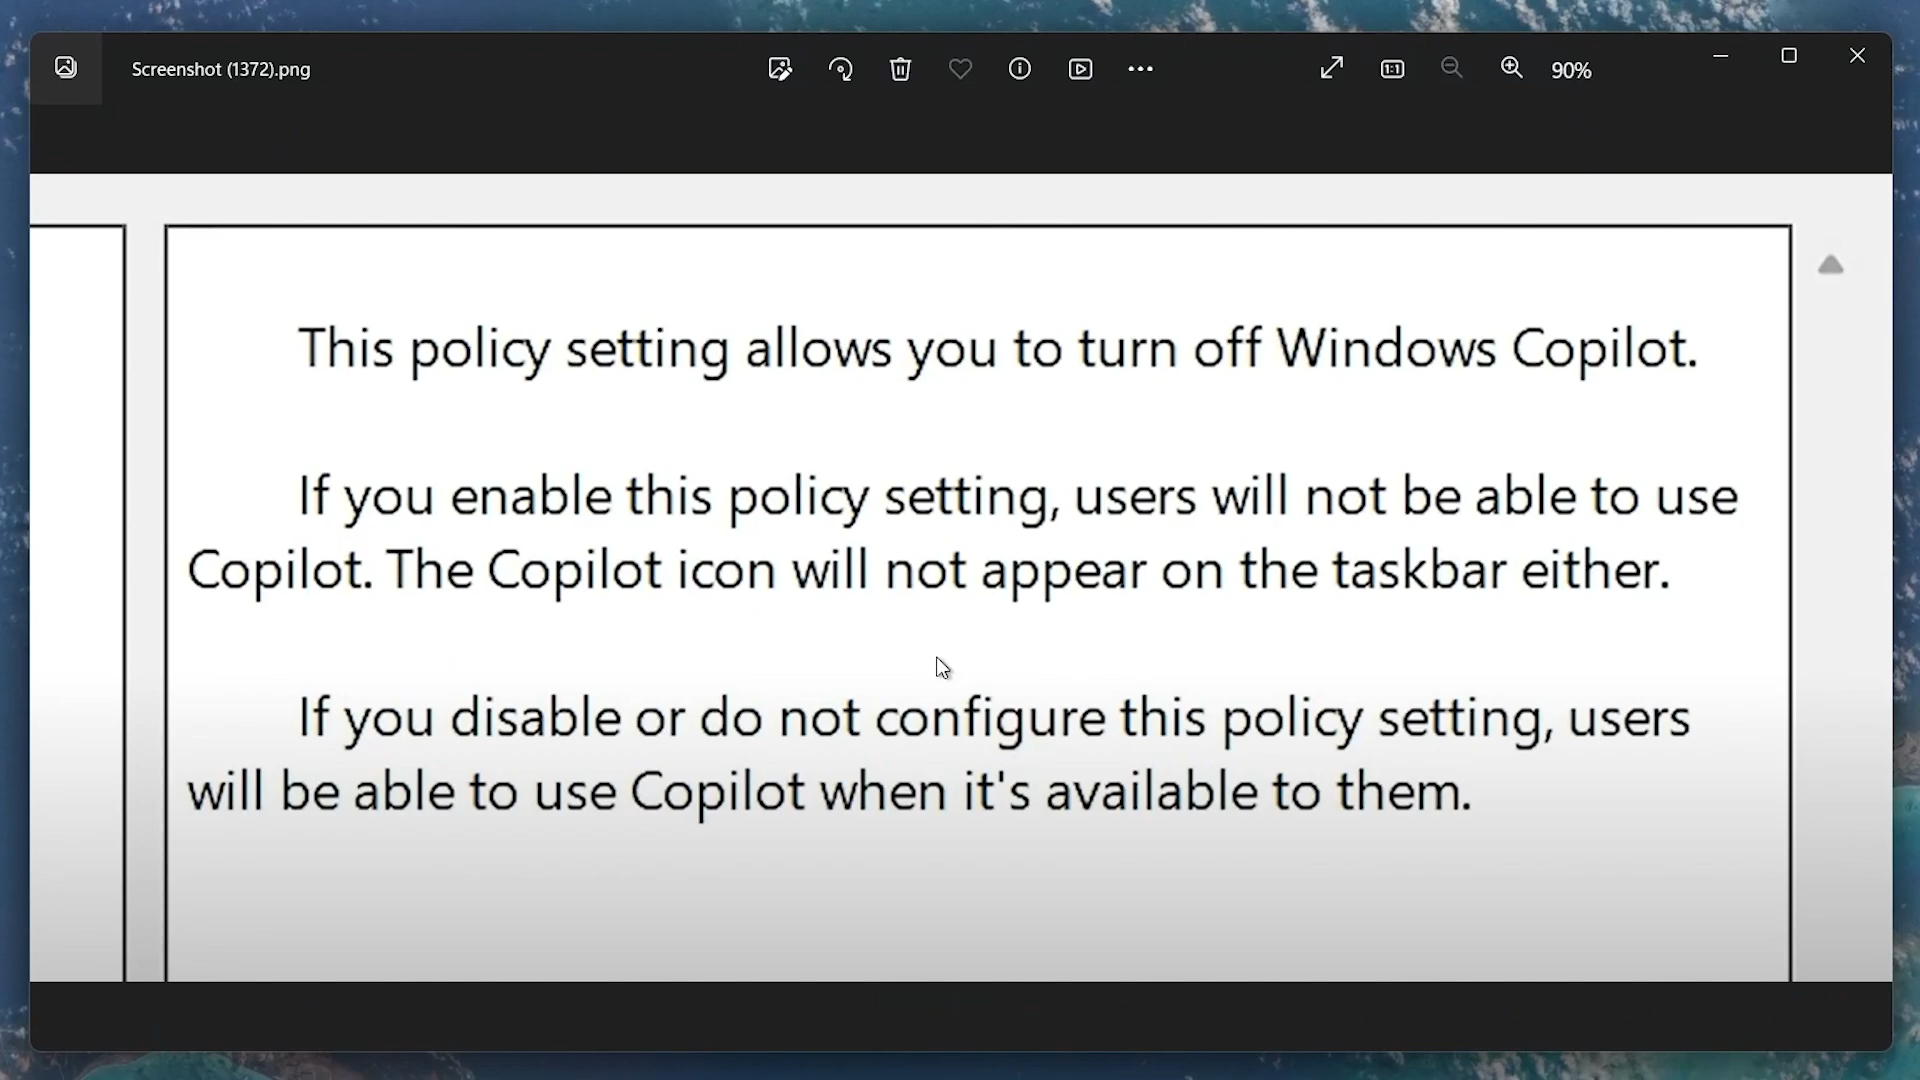 Screenshot (1372).png
1:1
90%
This policy setting allows you to turn off Windows Copilot.
If you enable this policy setting, users will not be able to use
Copilot. The Copilot icon will not appear on the taskbar either.
If you disable or do not configure this policy setting, users
will be able to use Copilot when it's available to them.